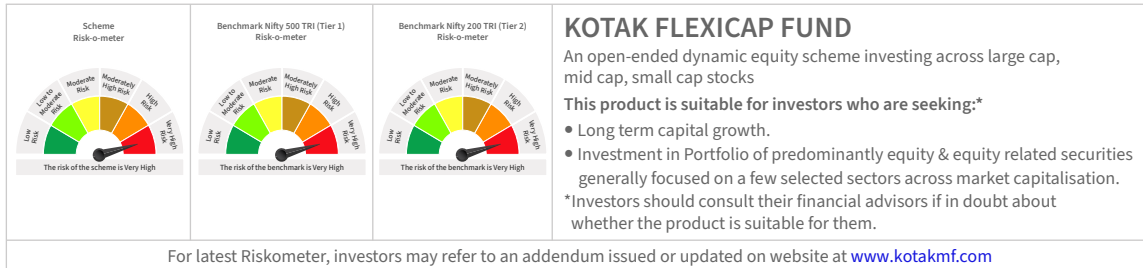 Scheme
Risk-o-meter
Low Risk
Low to Moderate Risk
Moderate Risk
Moderately High Risk
High Risk
Very High Risk
The risk of the scheme is Very High
Benchmark Nifty 500 TRI (Tier 1)
Risk-o-meter
Low Risk
Low to Moderate Risk
Moderate Risk
Moderately High Risk
High Risk
Very High Risk
The risk of the benchmark is Very High
Benchmark Nifty 200 TRI (Tier 2)
Risk-o-meter
Low Risk
Low to Moderate Risk
Moderate Risk
Moderately High Risk
High Risk
Very High Risk
The risk of the benchmark is Very High
KOTAK FLEXICAP FUND
An open-ended dynamic equity scheme investing across large cap,
mid cap, small cap stocks
This product is suitable for investors who are seeking:*
● Long term capital growth.
● Investment in Portfolio of predominantly equity & equity related securities
generally focused on a few selected sectors across market capitalisation.
*Investors should consult their financial advisors if in doubt about
whether the product is suitable for them.
For latest Riskometer, investors may refer to an addendum issued or updated on website at www.kotakmf.com